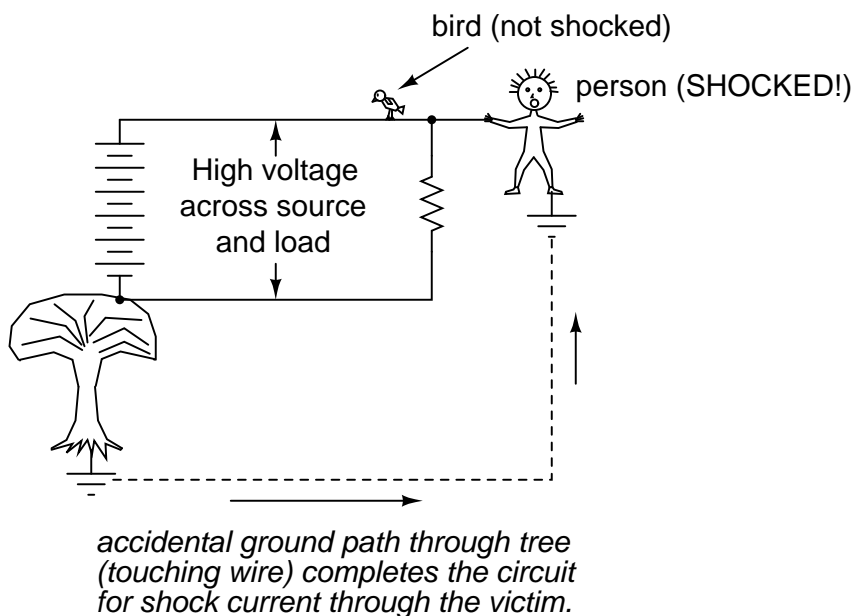 bird (not shocked)
person (SHOCKED!)
High voltage
across source
and load
accidental ground path through tree
(touching wire) completes the circuit
for shock current through the victim.